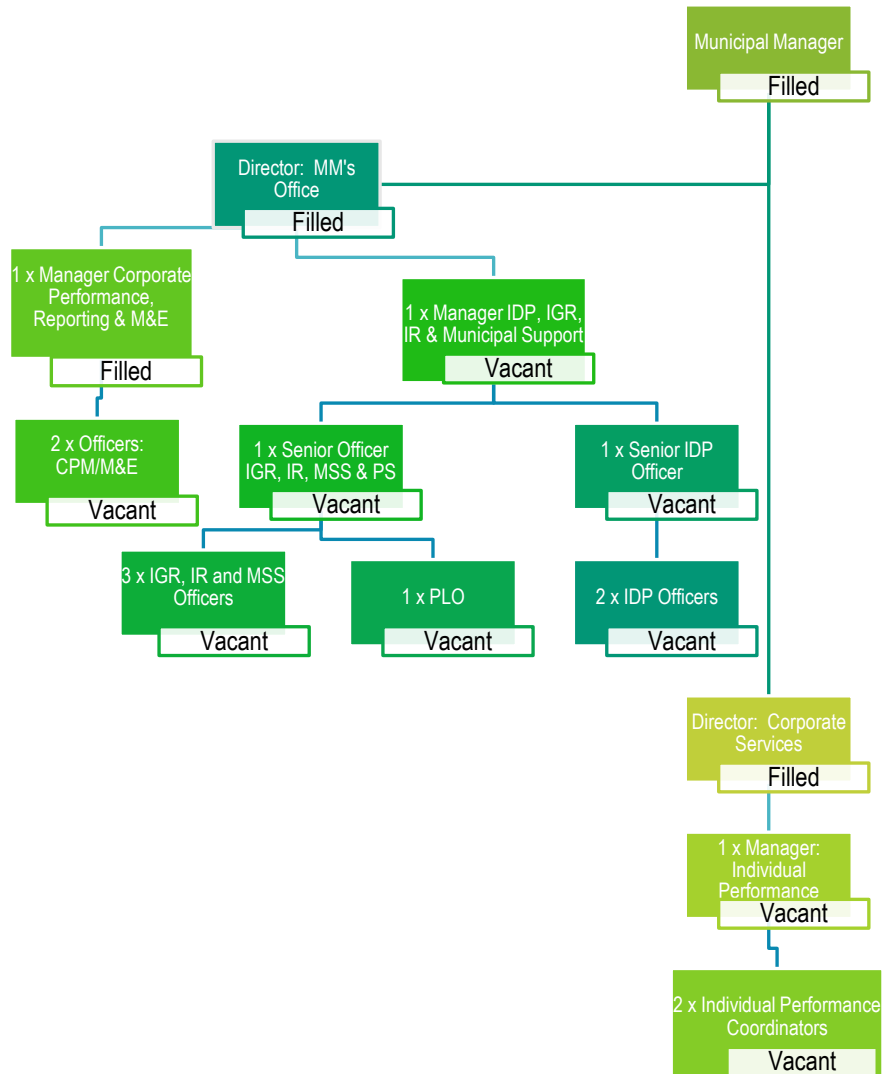 Municipal Manager
Filled
Director:  MM's
Office
Filled
1 x Manager Corporate
Performance,
Reporting & M&E
Filled
1 x Manager IDP, IGR,
IR & Municipal Support
Vacant
2 x Officers:
CPM/M&E
Vacant
1 x Senior Officer
IGR, IR, MSS & PS
Vacant
1 x Senior IDP
Officer
Vacant
3 x IGR, IR and MSS
Officers
Vacant
1 x PLO
Vacant
2 x IDP Officers
Vacant
Director:  Corporate
Services
Filled
1 x Manager:
Individual
Performance
Vacant
2 x Individual Performance
Coordinators
Vacant